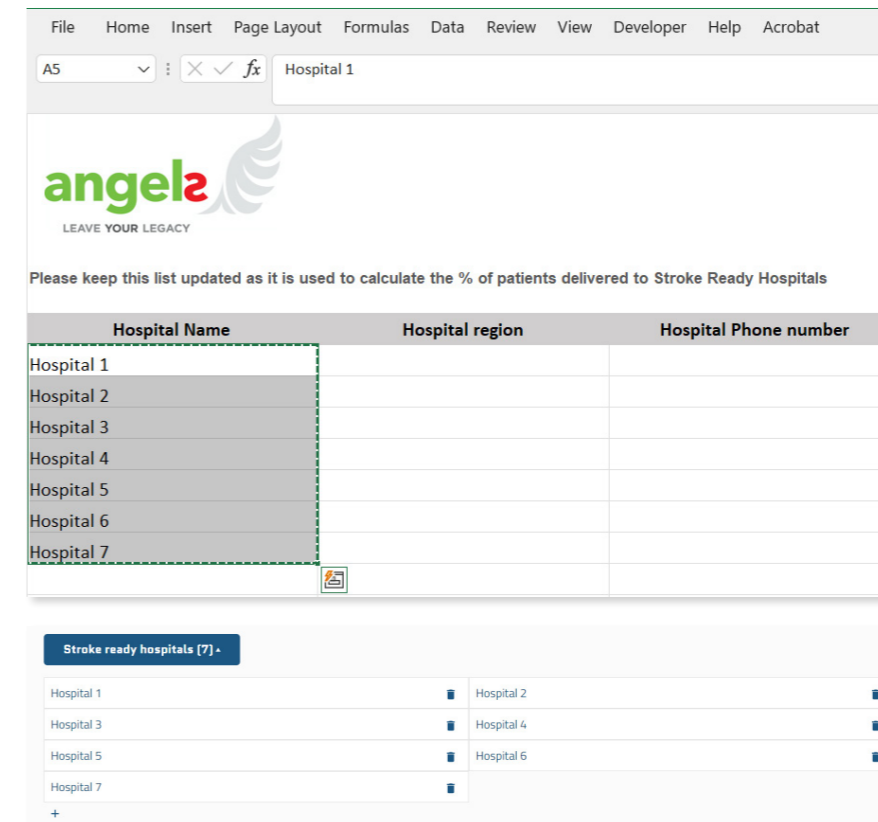 File Home Insert Page Layout Formulas Data Review View Developer Help Acrobat
A5 fx Hospital 1
angels
LEAVE YOUR LEGACY
Please keep this list updated as it is used to calculate the % of patients delivered to Stroke Ready Hospitals
Hospital Name Hospital region Hospital Phone number
Hospital 1
Hospital 2
Hospital 3
Hospital 4
Hospital 5
Hospital 6
Hospital 7
Stroke ready hospitals (7)
Hospital 1 Hospital 2
Hospital 3 Hospital 4
Hospital 5 Hospital 6
Hospital 7
+